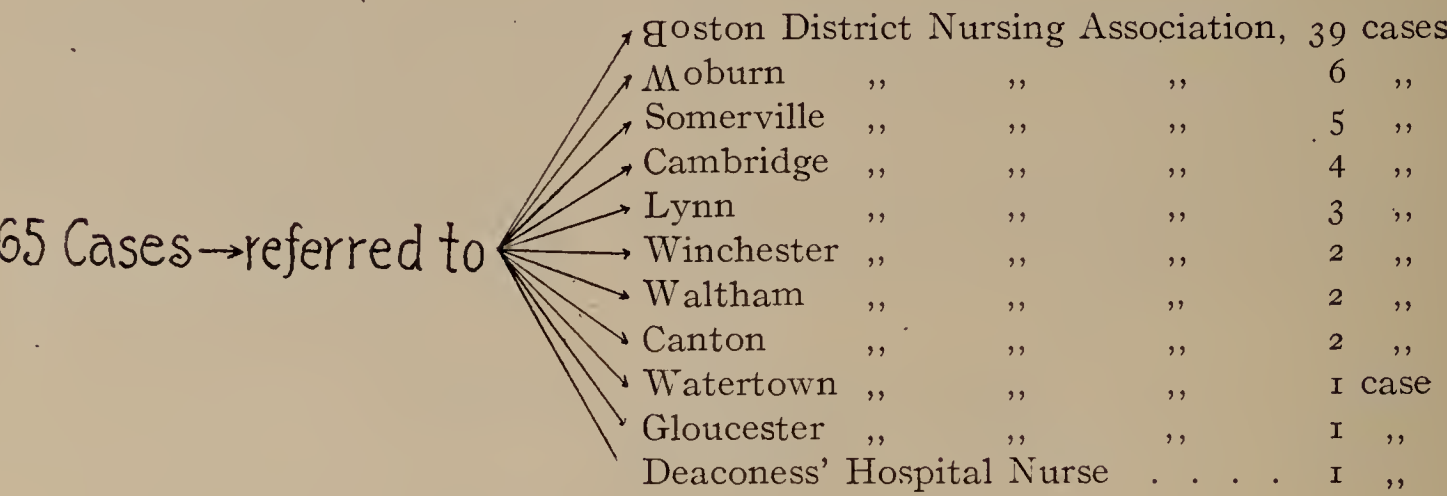 Boston District Nursing Association, 39 cases
Woburn ,, ,, ,, 6 ,,
Somerville ,, ,, ,, 5 ,,
Cambridge ,, ,, ,, 4 ,,
Lynn ,, ,, ,, 3 ,,
65 Cases→referred to
Winchester ,, ,, ,, 2 ,,
Waltham ,, ,, ,, 2 ,,
Canton ,, ,, ,, 2 ,,
Watertown ,, ,, ,, 1 case
Gloucester ,, ,, ,, 1 ,,
Deaconess' Hospital Nurse . . . . 1 ,,